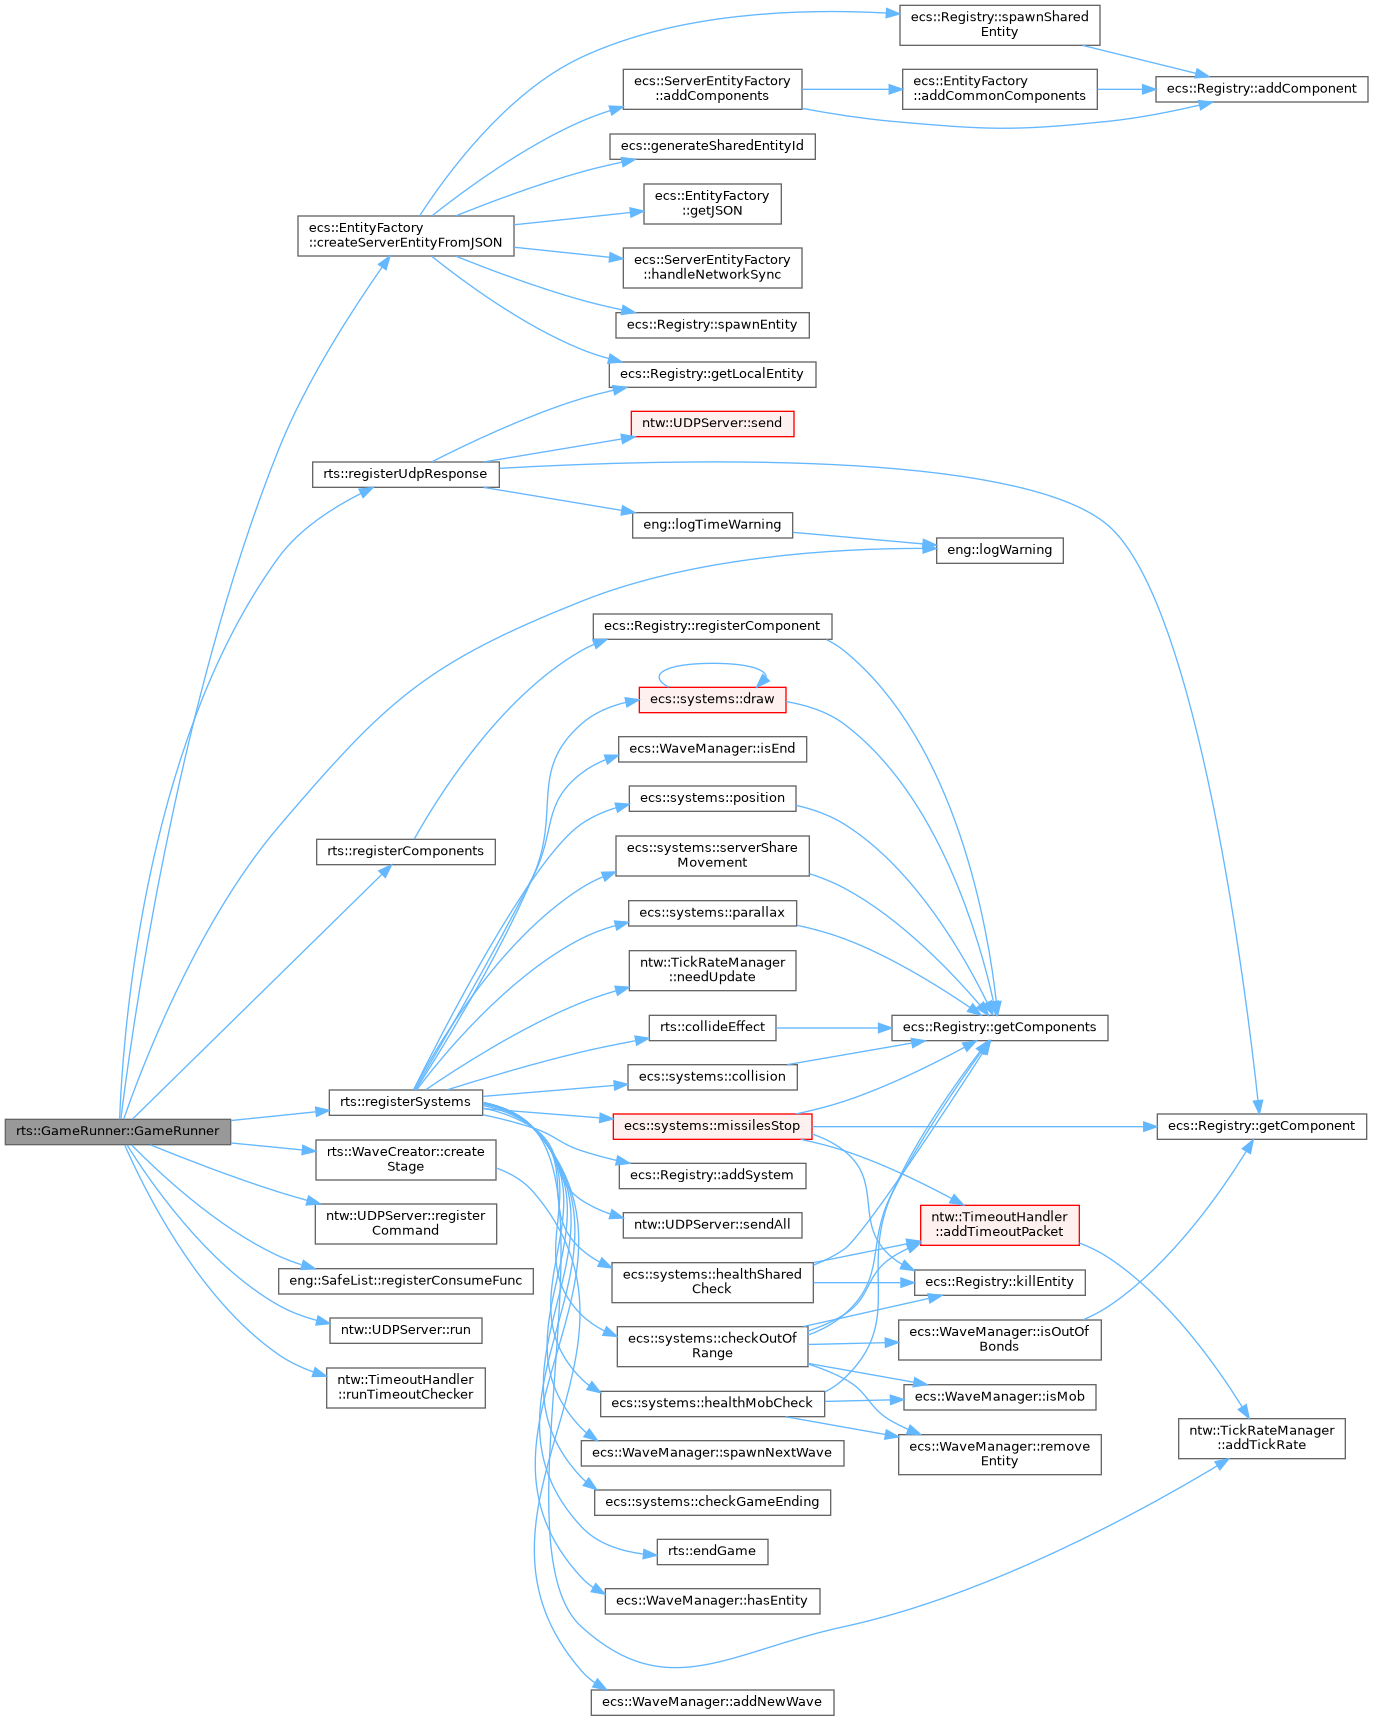 ecs::Registry::spawnShared
Entity
ecs::ServerEntityFactory
::addComponents
ecs::EntityFactory
::addCommonComponents
ecs::Registry::addComponent
ecs::generateSharedEntityId
ecs::EntityFactory
::getJSON
ecs::EntityFactory
::createServerEntityFromJSON
ecs::ServerEntityFactory
::handleNetworkSync
ecs::Registry::spawnEntity
ecs::Registry::getLocalEntity
ntw::UDPServer::send
rts::registerUdpResponse
eng::logTimeWarning
eng::logWarning
ecs::Registry::registerComponent
ecs::systems::draw
ecs::WaveManager::isEnd
ecs::systems::position
rts::registerComponents
ecs::systems::serverShare
Movement
ecs::systems::parallax
ntw::TickRateManager
::needUpdate
rts::collideEffect
ecs::Registry::getComponents
ecs::systems::collision
rts::registerSystems
rts::GameRunner::GameRunner
ecs::systems::missilesStop
ecs::Registry::getComponent
rts::WaveCreator::create
Stage
ecs::Registry::addSystem
ntw::UDPServer::register
Command
ntw::UDPServer::sendAll
ntw::TimeoutHandler
::addTimeoutPacket
eng::SafeList::registerConsumeFunc
ecs::systems::healthShared
Check
ecs::Registry::killEntity
ntw::UDPServer::run
ecs::systems::checkOutOf
Range
ecs::WaveManager::isOutOf
Bonds
ntw::TimeoutHandler
::runTimeoutChecker
ecs::systems::healthMobCheck
ecs::WaveManager::isMob
ecs::WaveManager::spawnNextWave
ecs::WaveManager::remove
Entity
ntw::TickRateManager
::addTickRate
ecs::systems::checkGameEnding
rts::endGame
ecs::WaveManager::hasEntity
ecs::WaveManager::addNewWave